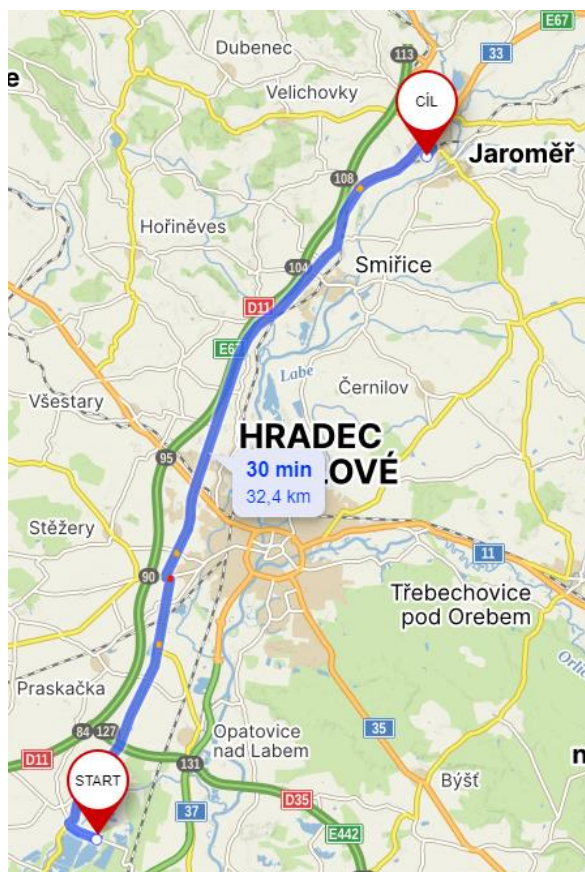 E67
Dubenec
113
33
Velichovky
CÍL
e
Jaroměř
108
Hořiněves
104
Smiřice
D11
E67
Labe
Černilov
Všestary
HRADEC
LOVÉ
30 min
32,4 km
95
Stěžery
11
90
Třebechovice
pod Orebem
Orli
Praskačka
84
127
35
Opatovice
nad Labem
D11
START
131
Býšť
n
37
D35
E442